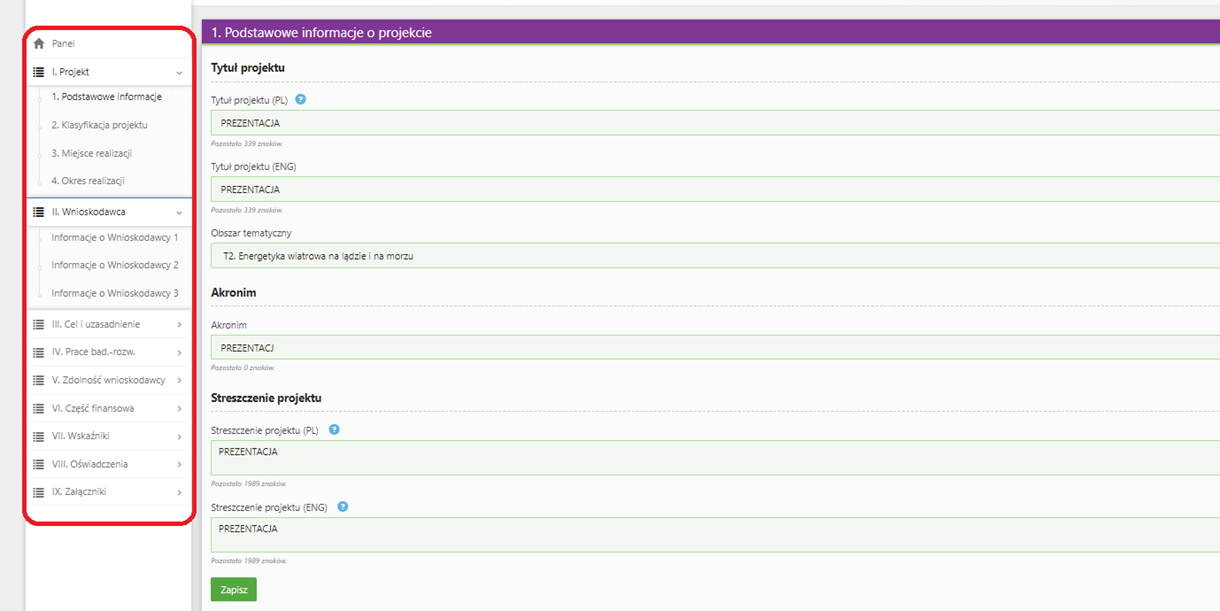 Panel
I. Projekt
1. Podstawowe informacje
2. Klasyfikacja projektu
3. Miejsce realizacji
4. Okres realizacji
II. Wnioskodawca
Informacje o Wnioskodawcy 1
Informacje o Wnioskodawcy 2
Informacje o Wnioskodawcy 3
III. Cel i uzasadnienie
IV. Prace bad.-rozw.
V. Zdolność wnioskodawcy
VI. Część finansowa
VII. Wskaźniki
VIII. Oświadczenia
IX. Załączniki
1. Podstawowe informacje o projekcie
Tytuł projektu
Tytuł projektu (PL) ?
PREZENTACJA
Pozostało 339 znaków.
Tytuł projektu (ENG)
PREZENTACJA
Pozostało 339 znaków.
Obszar tematyczny
T2. Energetyka wiatrowa na lądzie i na morzu
Akronim
Akronim
PREZENTACJ
Pozostało 0 znaków.
Streszczenie projektu
Streszczenie projektu (PL) ?
PREZENTACJA
Pozostało 1989 znaków.
Streszczenie projektu (ENG) ?
PREZENTACJA
Pozostało 1989 znaków.
Zapisz